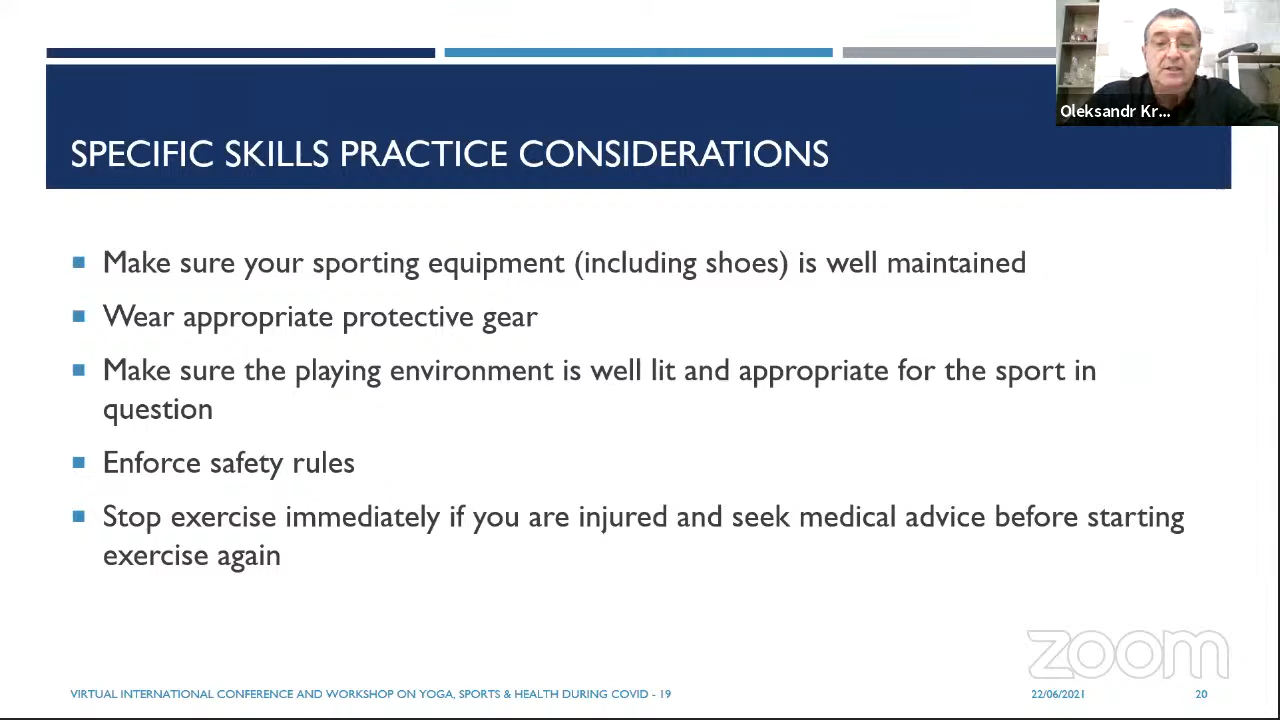 Oleksandr Kr...
SPECIFIC SKILLS PRACTICE CONSIDERATIONS
Make sure your sporting equipment (including shoes) is well maintained
Wear appropriate protective gear
Make sure the playing environment is well lit and appropriate for the sport in
question
Enforce safety rules
Stop exercise immediately if you are injured and seek medical advice before starting
exercise again
zoom
VIRTUAL INTERNATIONAL CONFERENCE AND WORKSHOP ON YOGA, SPORTS & HEALTH DURING COVID - 19
22/06/2021
20